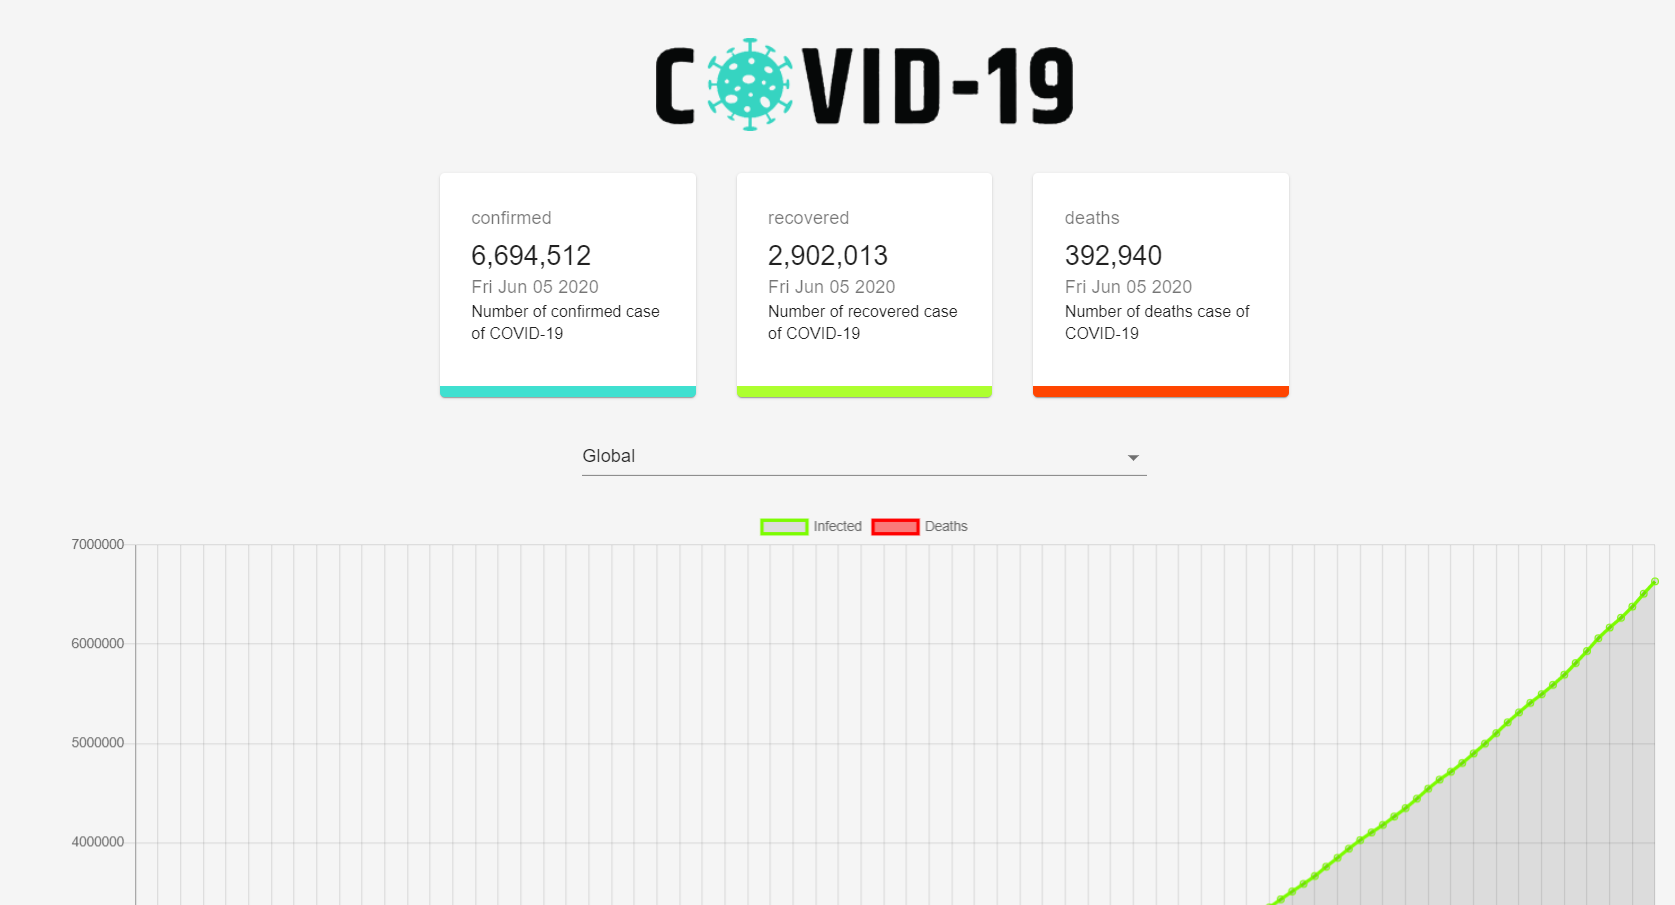 COVID-19
confirmed
6,694,512
Fri Jun 05 2020
Number of confirmed case
of COVID-19
recovered
2,902,013
Fri Jun 05 2020
Number of recovered case
of COVID-19
deaths
392,940
Fri Jun 05 2020
Number of deaths case of
COVID-19
Global
Infected
Deaths
7000000
6000000
5000000
4000000